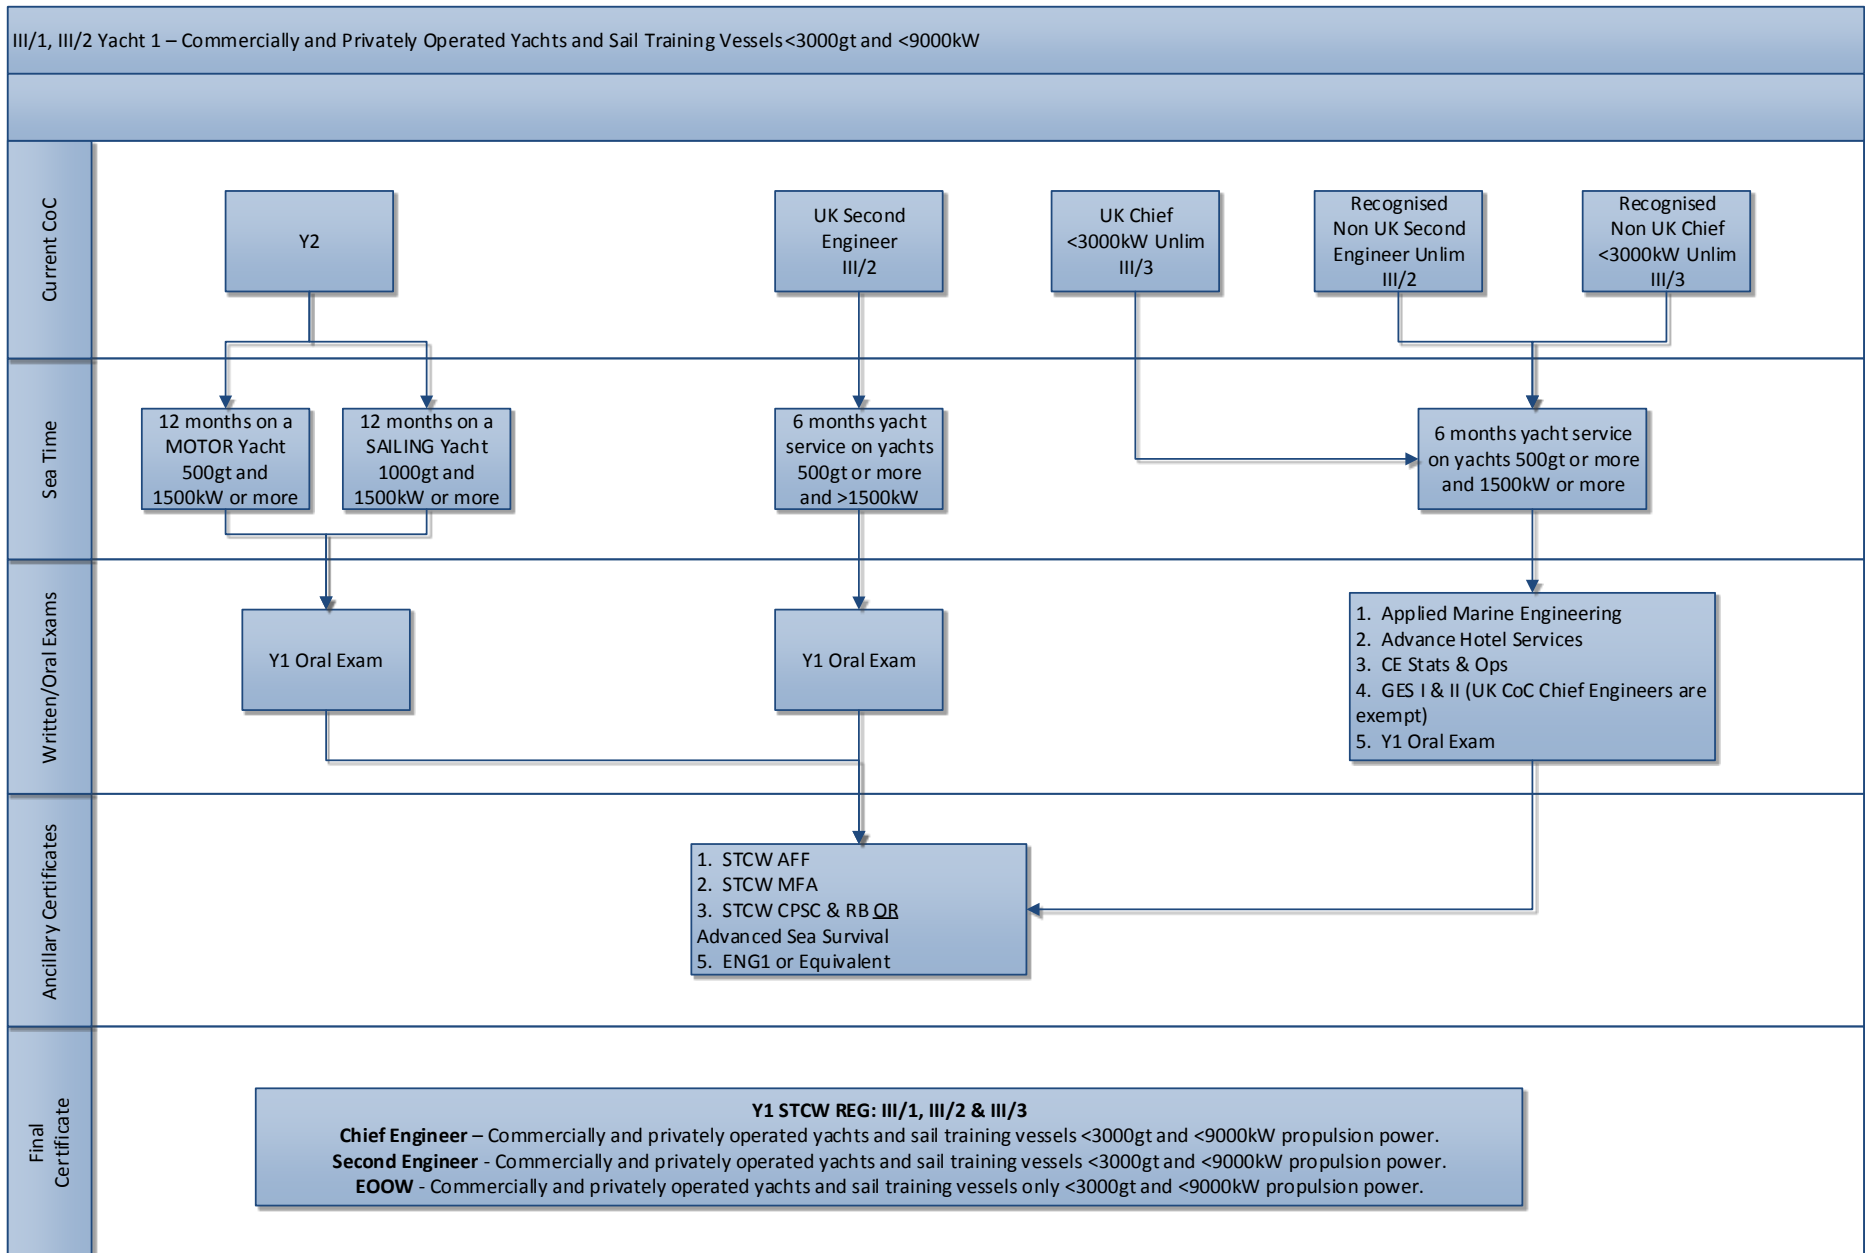 III/1, III/2 Yacht 1 – Commercially and Privately Operated Yachts and Sail Training Vessels<3000gt and <9000kW
Current CoC
Y2
UK Second
Engineer
III/2
UK Chief
<3000kW Unlim
III/3
Recognised
Non UK Second
Engineer Unlim
III/2
Recognised
Non UK Chief
<3000kW Unlim
III/3
Sea Time
12 months on a
MOTOR Yacht
500gt and
1500kW or more
12 months on a
SAILING Yacht
1000gt and
1500kW or more
6 months yacht
service on yachts
500gt or more
and >1500kW
6 months yacht service
on yachts 500gt or more
and 1500kW or more
Written/Oral Exams
Y1 Oral Exam
Y1 Oral Exam
1. Applied Marine Engineering
2. Advance Hotel Services
3. CE Stats & Ops
4. GES I & II (UK CoC Chief Engineers are
exempt)
5. Y1 Oral Exam
Ancillary Certificates
1. STCW AFF
2. STCW MFA
3. STCW CPSC & RB OR
Advanced Sea Survival
5. ENG1 or Equivalent
Final
Certificate
Y1 STCW REG: III/1, III/2 & III/3
Chief Engineer – Commercially and privately operated yachts and sail training vessels <3000gt and <9000kW propulsion power.
Second Engineer - Commercially and privately operated yachts and sail training vessels <3000gt and <9000kW propulsion power.
EOOW - Commercially and privately operated yachts and sail training vessels only <3000gt and <9000kW propulsion power.